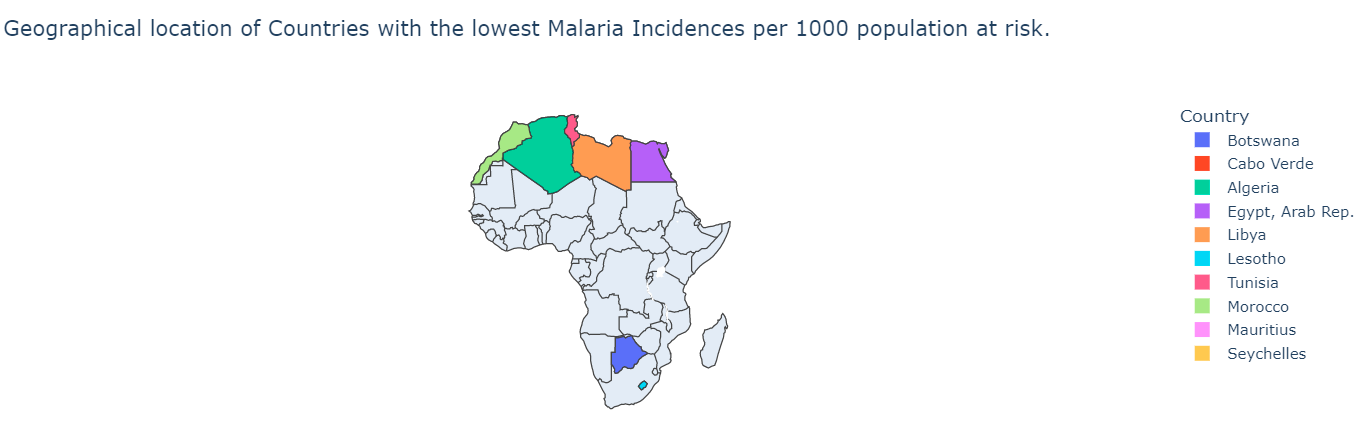 Geographical location of Countries with the lowest Malaria Incidences per 1000 population at risk.
Country
Botswana
Cabo Verde
Algeria
Egypt, Arab Rep.
Libya
Lesotho
Tunisia
Morocco
Mauritius
Seychelles